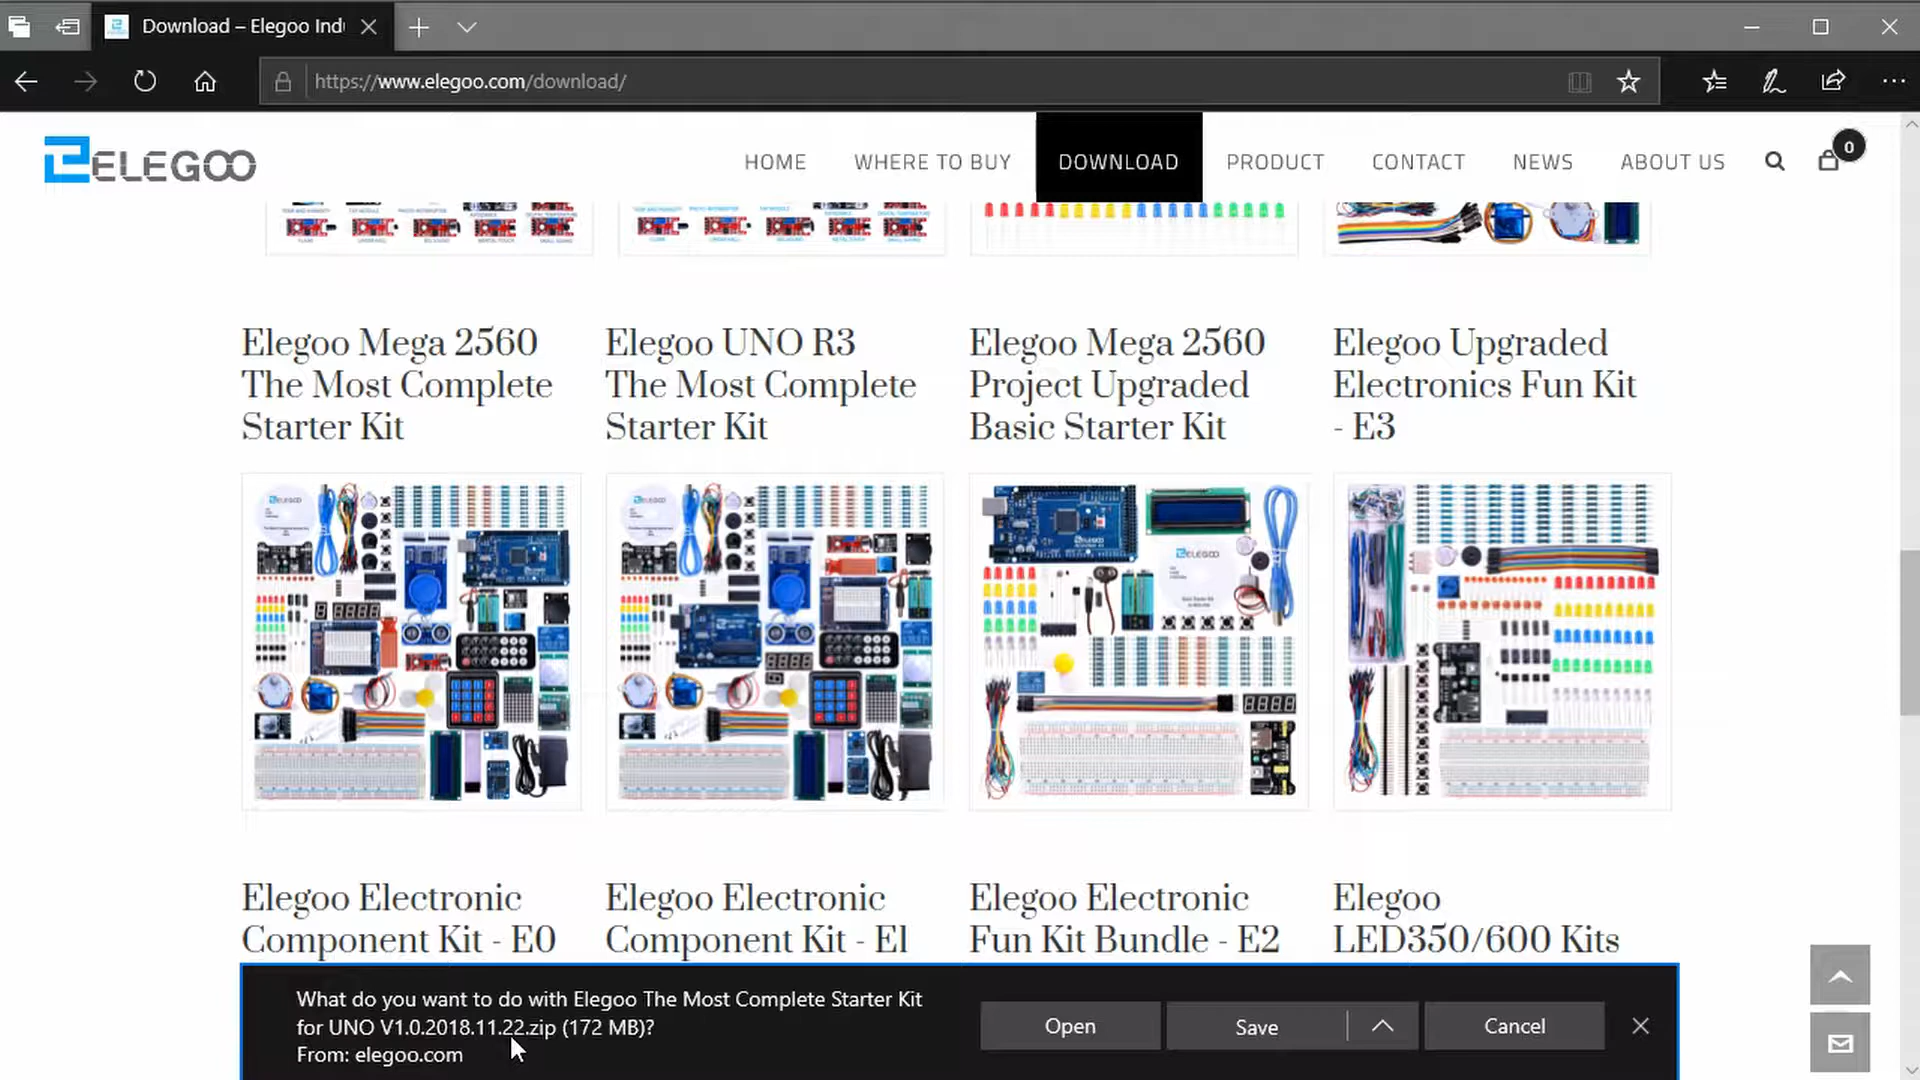 Download – Elegoo Ind
https://www.elegoo.com/download/
ELEGOO
HOME
WHERE TO BUY
DOWNLOAD
PRODUCT
CONTACT
NEWS
ABOUT US
0
Elegoo Mega 2560
The Most Complete
Starter Kit
Elegoo UNO R3
The Most Complete
Starter Kit
Elegoo Mega 2560
Project Upgraded
Basic Starter Kit
Elegoo Upgraded
Electronics Fun Kit
- E3
Elegoo Electronic
Component Kit - E0
Elegoo Electronic
Component Kit - E1
Elegoo Electronic
Fun Kit Bundle - E2
Elegoo
LED350/600 Kits
What do you want to do with Elegoo The Most Complete Starter Kit
for UNO V1.0.2018.11.22.zip (172 MB)?
From: elegoo.com
Open
Save
Cancel